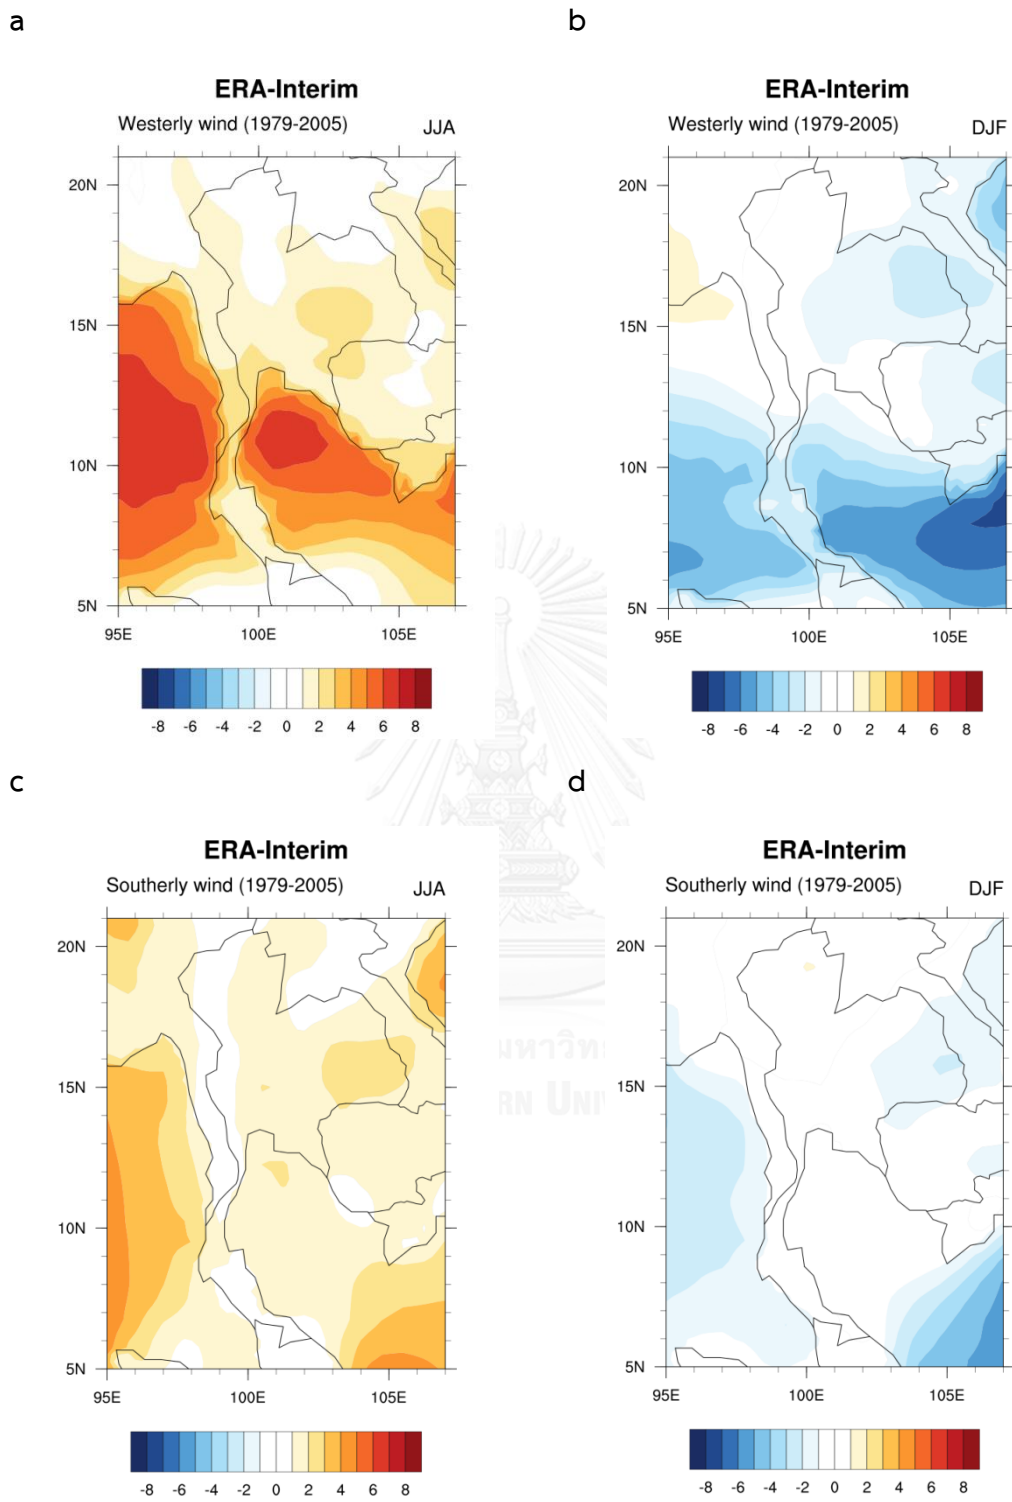 a
b
ERA-Interim
Westerly wind (1979-2005) JJA
20N
15N
10N
5N
95E 100E 105E
-8 -6 -4 -2 0 2 4 6 8
ERA-Interim
Westerly wind (1979-2005) DJF
20N
15N
10N
5N
95E 100E 105E
-8 -6 -4 -2 0 2 4 6 8
c
d
ERA-Interim
Southerly wind (1979-2005) JJA
20N
15N
10N
5N
95E 100E 105E
-8 -6 -4 -2 0 2 4 6 8
ERA-Interim
Southerly wind (1979-2005) DJF
20N
15N
10N
5N
95E 100E 105E
-8 -6 -4 -2 0 2 4 6 8